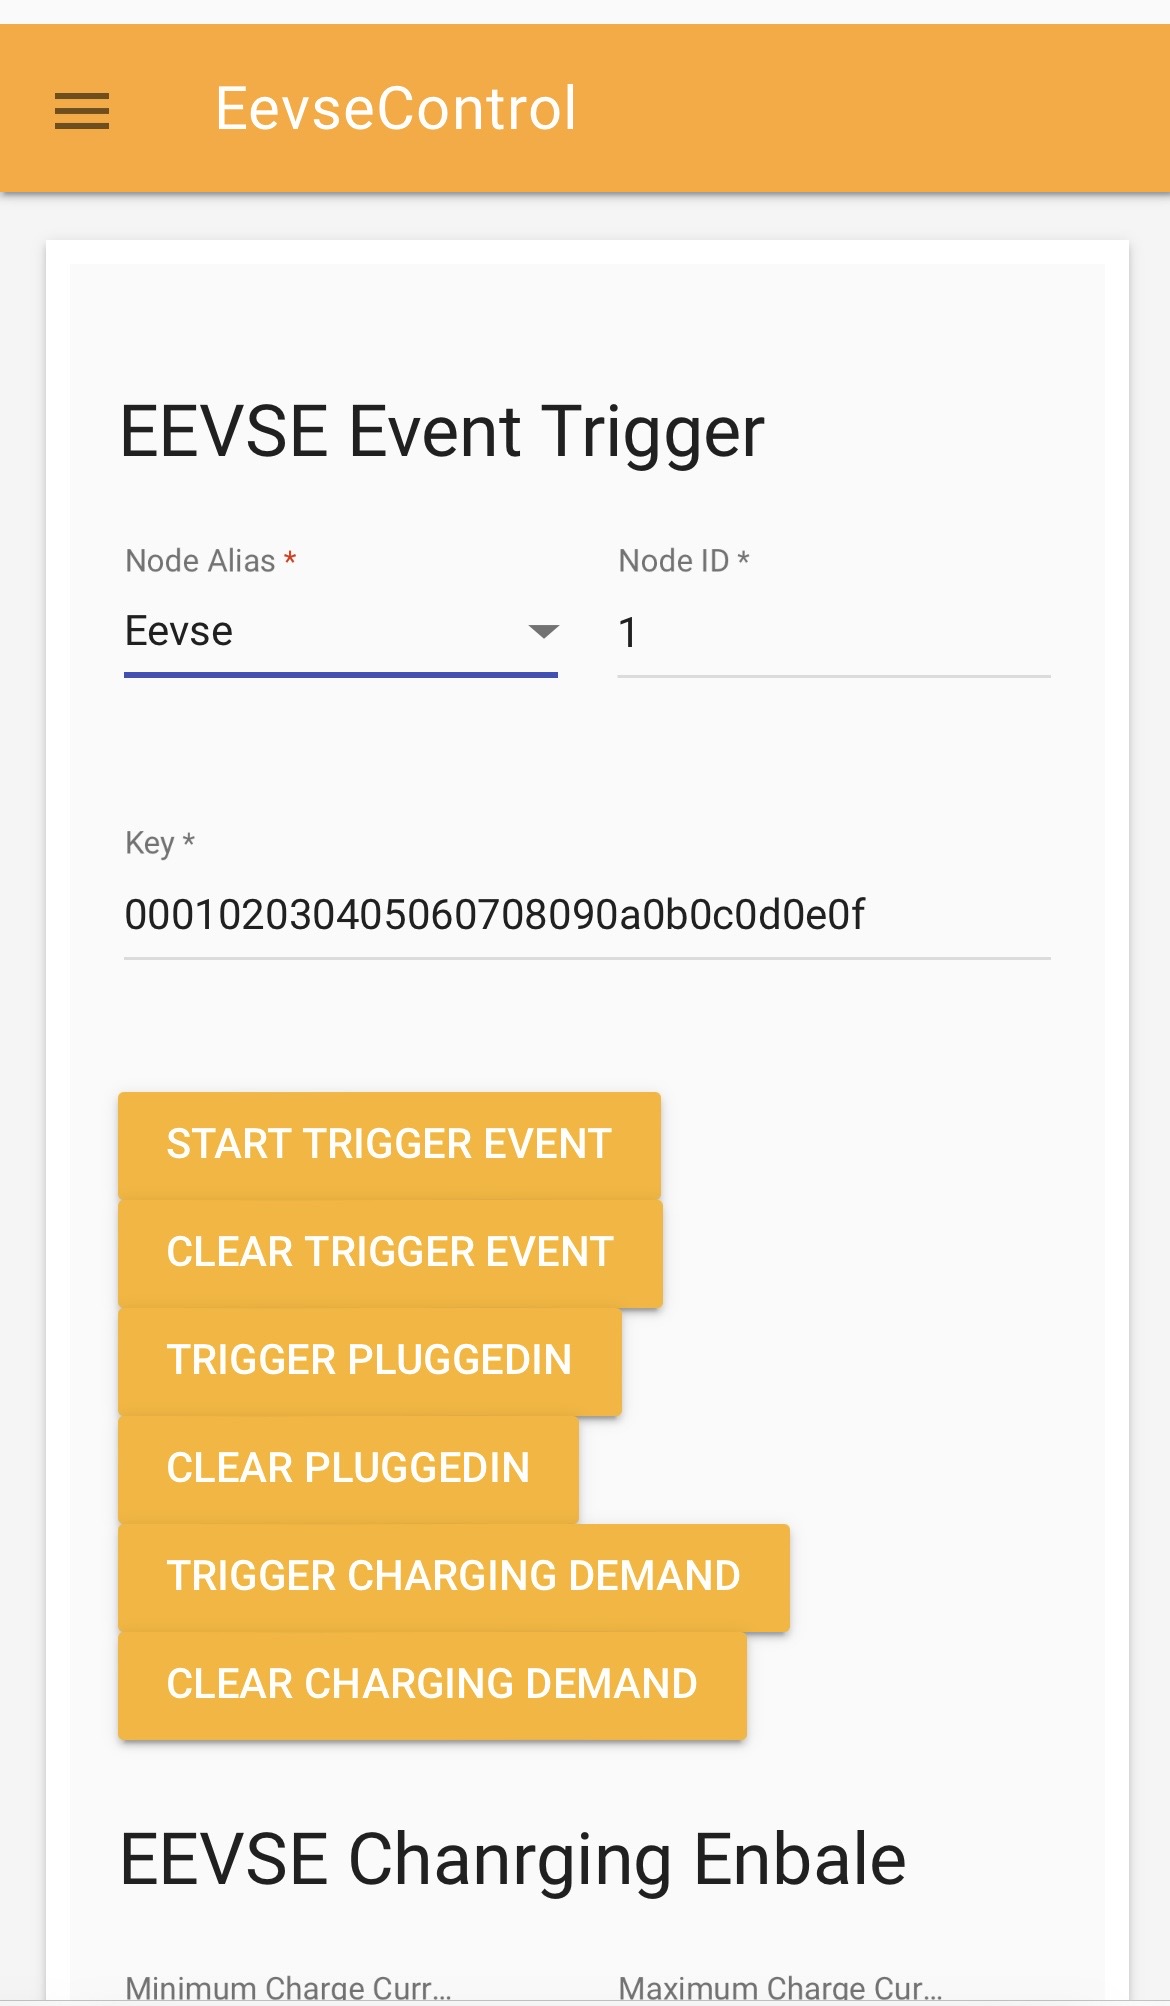 EevseControl
EEVSE Event Trigger
Node Alias *
Node ID *
Eevse
1
Key *
000102030405060708090a0b0c0d0e0f
START TRIGGER EVENT
CLEAR TRIGGER EVENT
TRIGGER PLUGGEDIN
CLEAR PLUGGEDIN
TRIGGER CHARGING DEMAND
CLEAR CHARGING DEMAND
EEVSE Chanrging Enbale
Minimum Charge Curr...
Maximum Charge Cur...